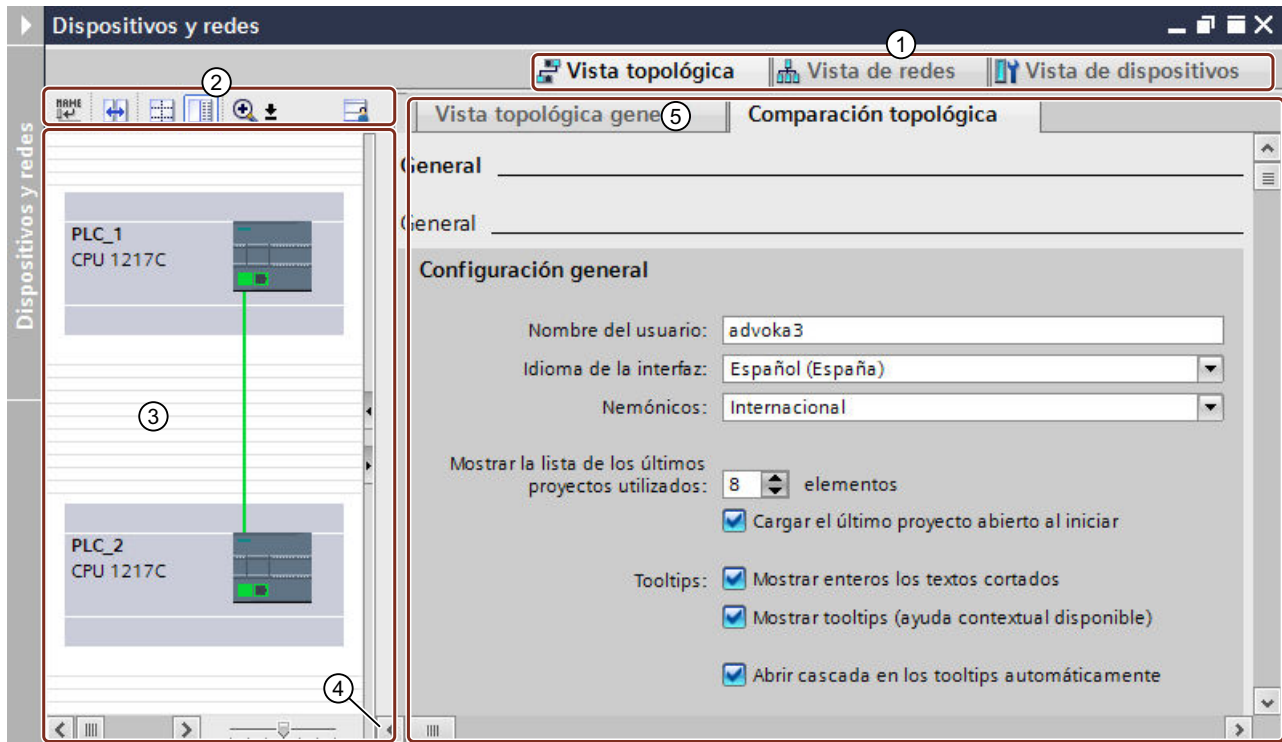 Dispositivos y redes
1
Vista topológica
Vista de redes
Vista de dispositivos
2
NAME
Dispositivos y redes
Vista topológica gene
5
Comparación topológica
General
General
PLC_1
CPU 1217C
Configuración general
Nombre del usuario: advoka3
Idioma de la interfaz: Español (España)
Nemónicos: Internacional
3
Mostrar la lista de los últimos
proyectos utilizados: 8 elementos
Cargar el último proyecto abierto al iniciar
PLC_2
CPU 1217C
Tooltips: Mostrar enteros los textos cortados
Mostrar tooltips (ayuda contextual disponible)
Abrir cascada en los tooltips automáticamente
4